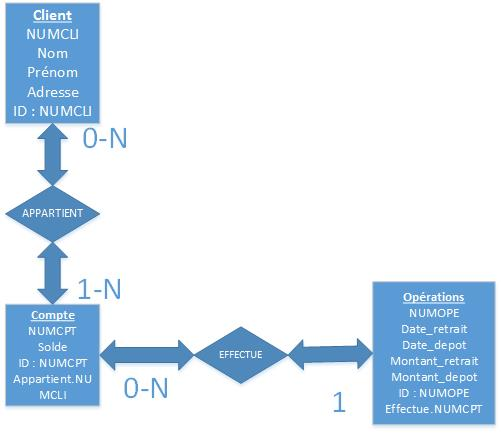 Client
NUMCLI
Nom
Prénom
Adresse
ID : NUMCLI
0-N
APPARTIENT
1-N
Compte
NUMCPT
Solde
ID : NUMCPT
Appartient.NU
MCLI
0-N
EFFECTUE
1
Opérations
NUMOPE
Date_retrait
Date_depot
Montant_retrait
Montant_depot
ID : NUMOPE
Effectue.NUMCPT